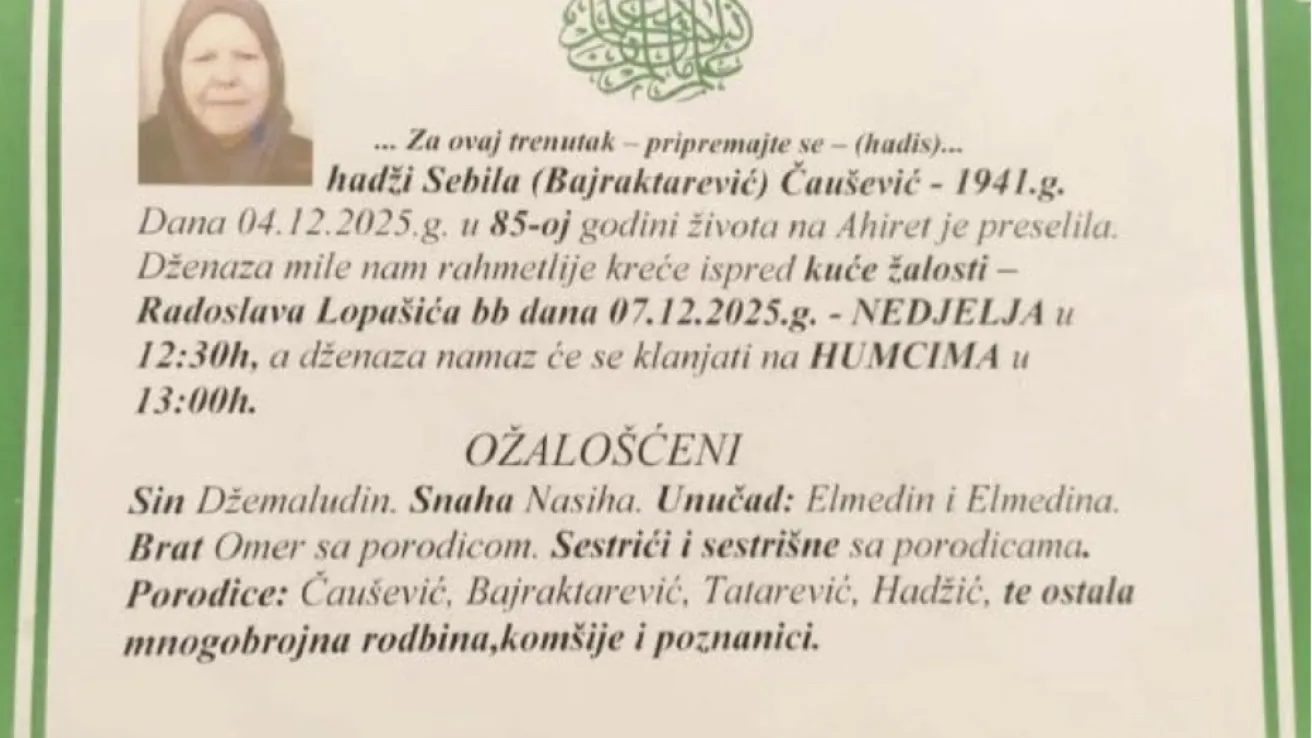 ... Za ovaj trenutak – pripremajte se – (hadis)...
hadži Sebila (Bajraktarević) Čaušević - 1941.g.
Dana 04.12.2025.g. u 85-oj godini života na Ahiret je preselila.
Dženaza mile nam rahmetlije kreće ispred kuće žalosti –
Radoslava Lopašića bb dana 07.12.2025.g. - NEDJELJA u
12:30h, a dženaza namaz će se klanjati na HUMCIMA u
13:00h.
OŽALOŠĆENI
Sin Džemaludin. Snaha Nasiha. Unučad: Elmedin i Elmedina.
Brat Omer sa porodicom. Sestrići i sestrišne sa porodicama.
Porodice: Čaušević, Bajraktarević, Tatarević, Hadžić, te ostala
mnogobrojna rodbina,komšije i poznanici.